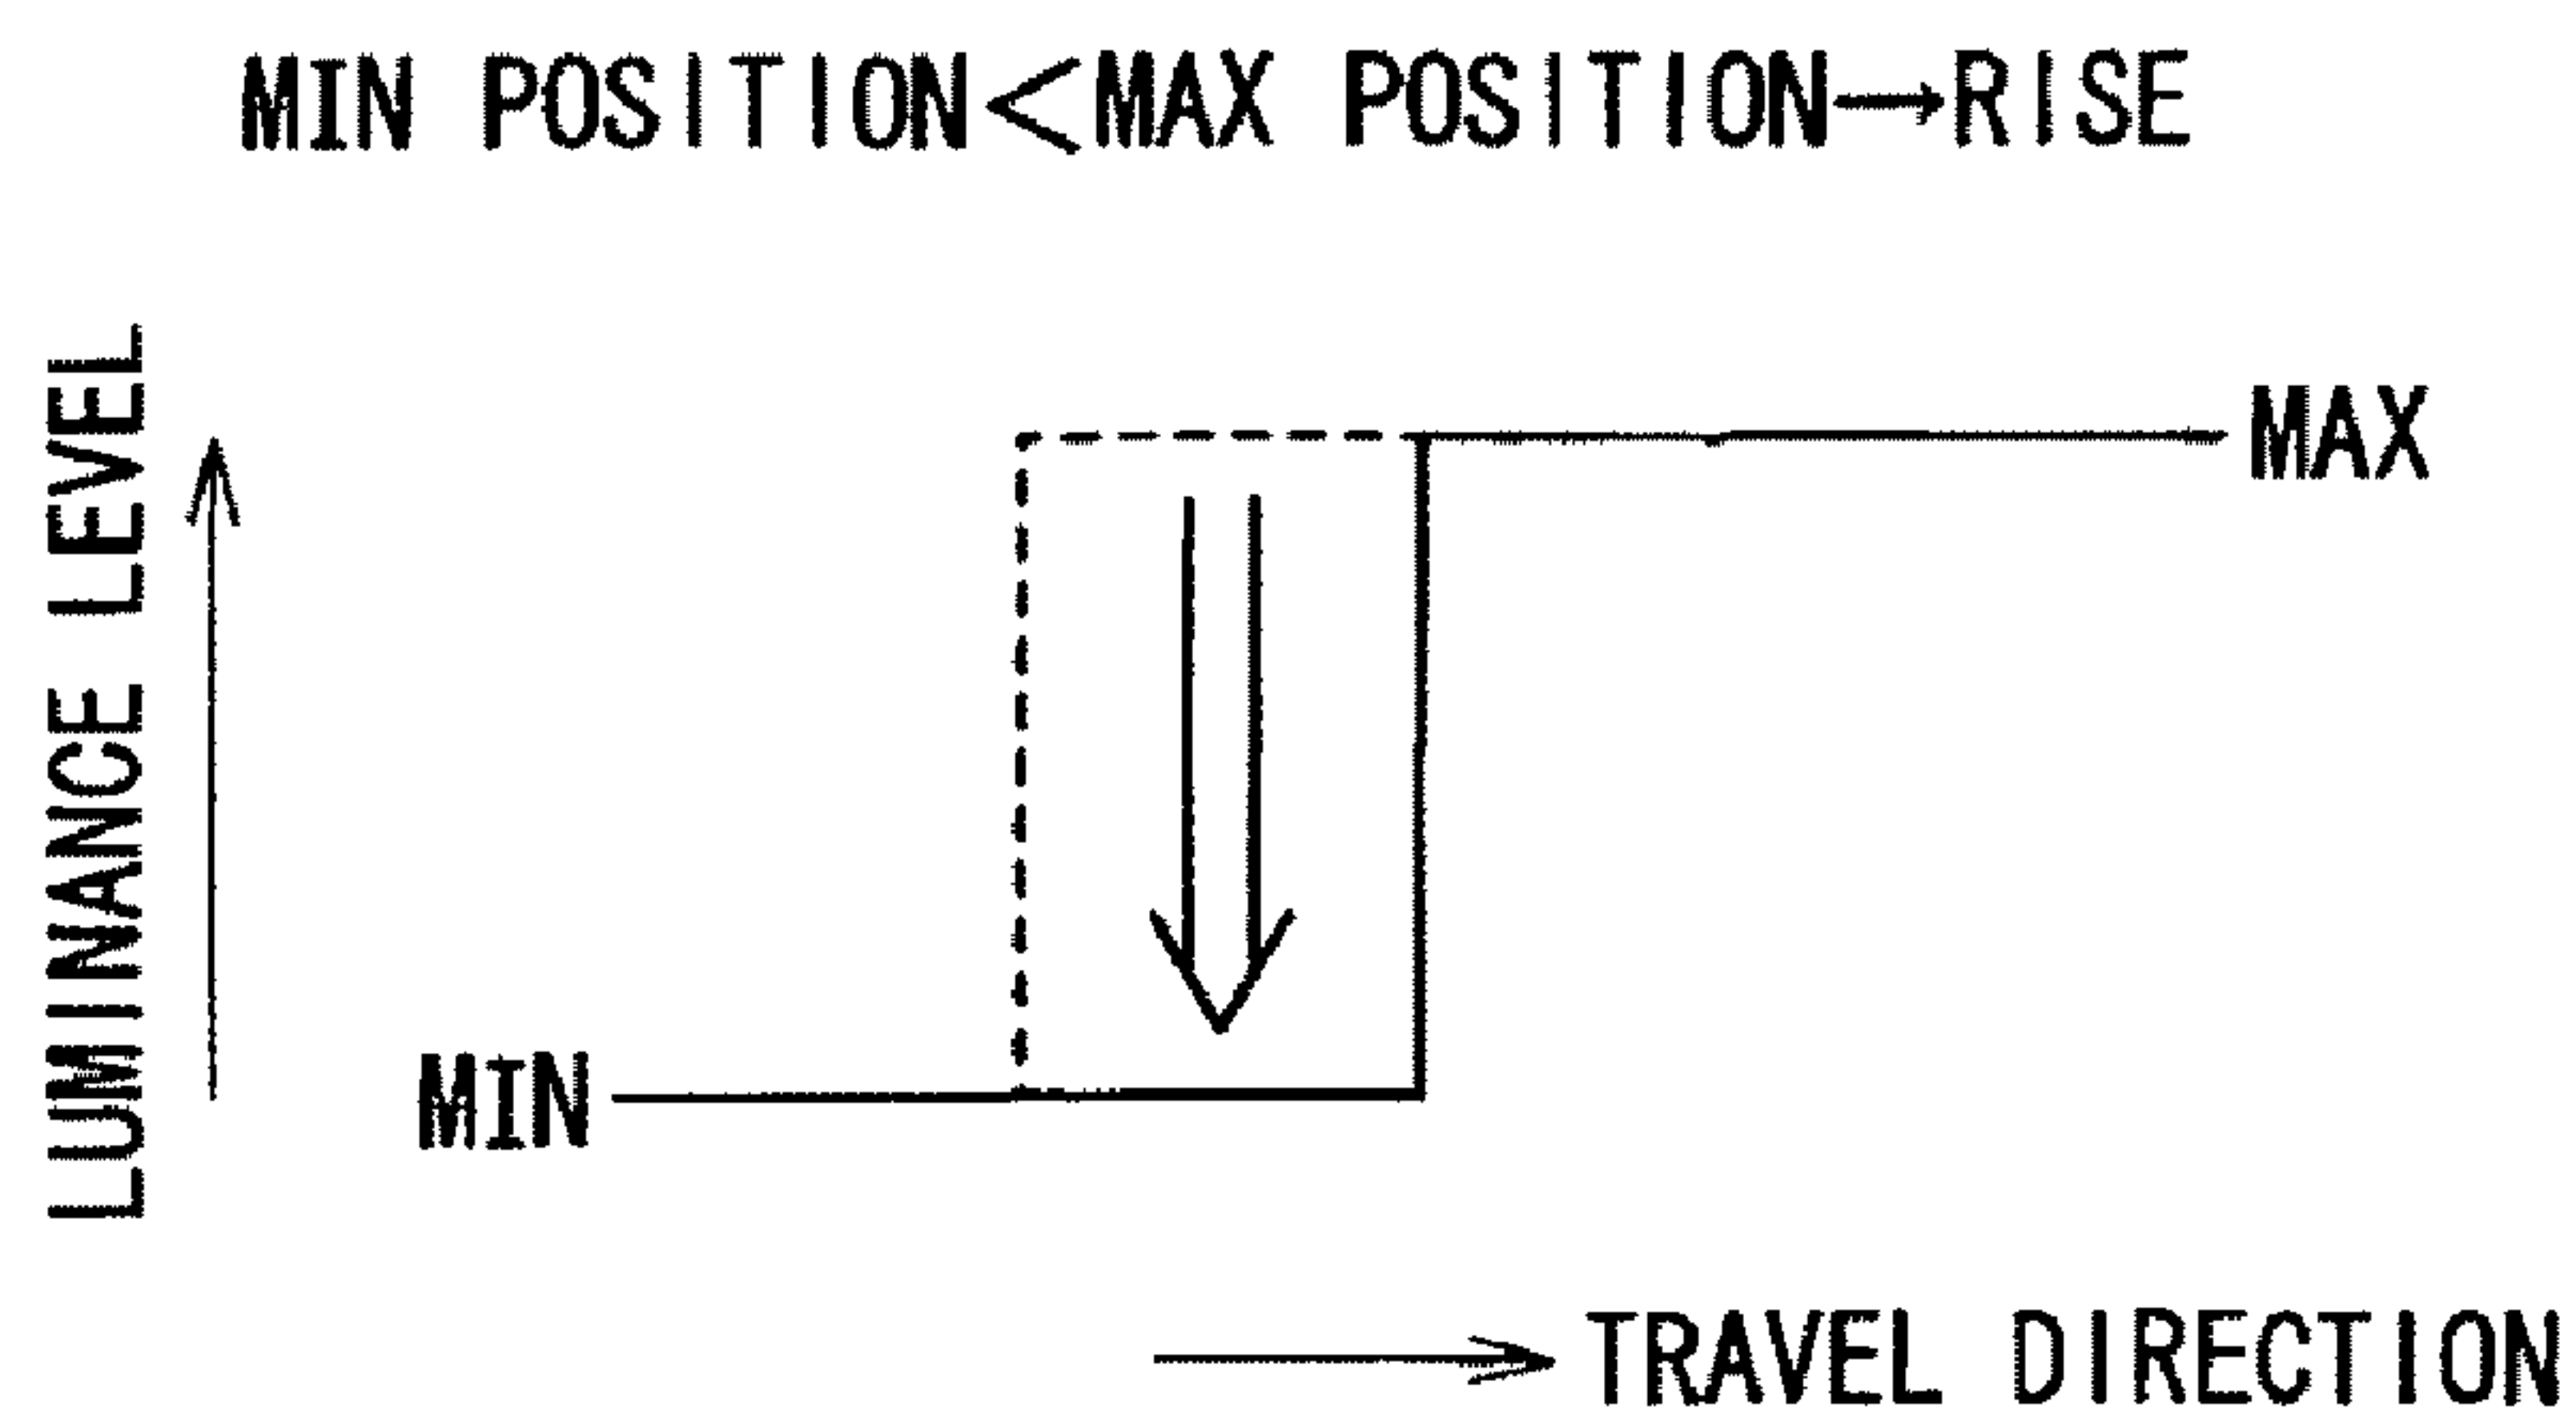 MIN POSITION<MAX POSITION→RISE
LUMINANCE LEVEL
MAX
MIN
TRAVEL DIRECTION